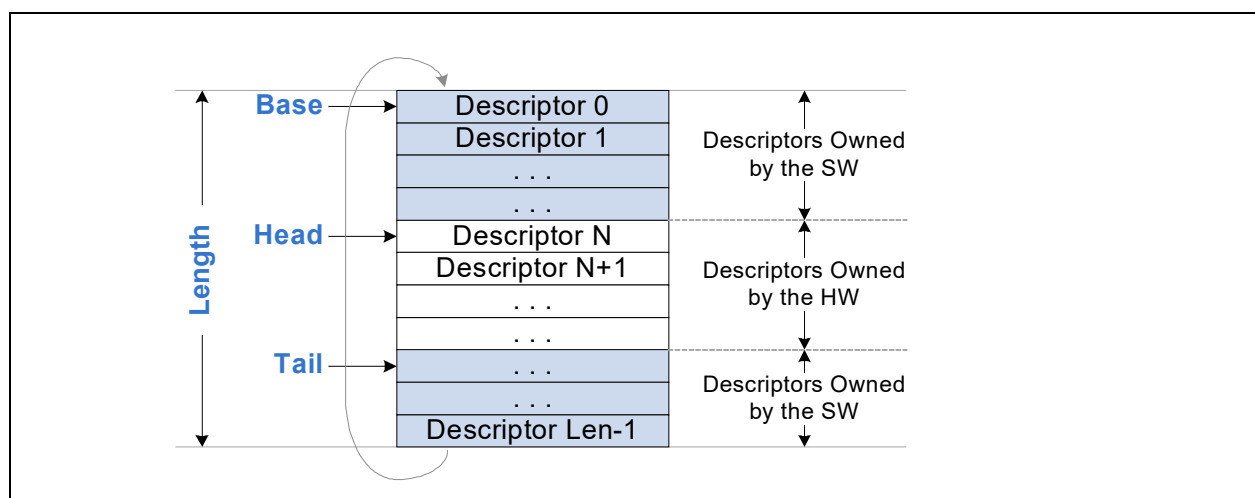 Base
Head
Tail
Length
Descriptor 0
Descriptor 1
. . .
. . .
Descriptor N
Descriptor N+1
. . .
. . .
. . .
. . .
Descriptor Len-1
Descriptors Owned
by the SW
Descriptors Owned
by the HW
Descriptors Owned
by the SW